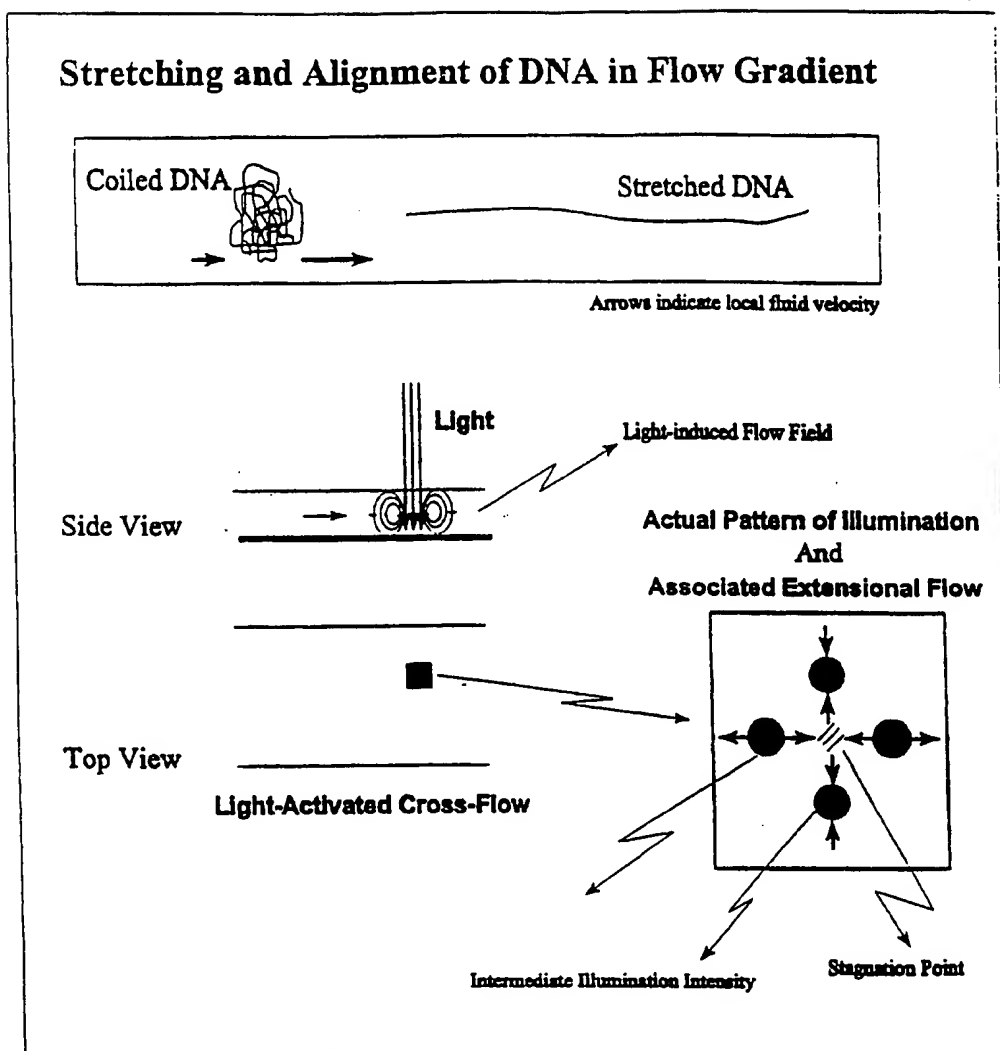 Stretching and Alignment of DNA in Flow Gradient
Coiled DNA
Stretched DNA
Arrows indicate local fluid velocity
Light
Light-induced Flow Field
Side View
Actual Pattern of Illumination
And
Associated Extensional Flow
Top View
Light-Activated Cross-Flow
Intermediate Illumination Intensity
Stagnation Point